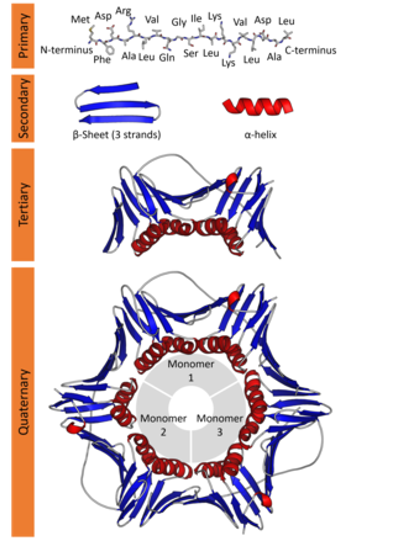 Primary
Arg
Met Asp Val Gly Ile Lys Val Asp Leu
N-terminus C-terminus
Phe Ala Leu Gln Ser Leu Lys Leu Ala
Secondary
β-Sheet (3 strands) α-helix
Tertiary
Quaternary
Monomer
1
Monomer
2
Monomer
3